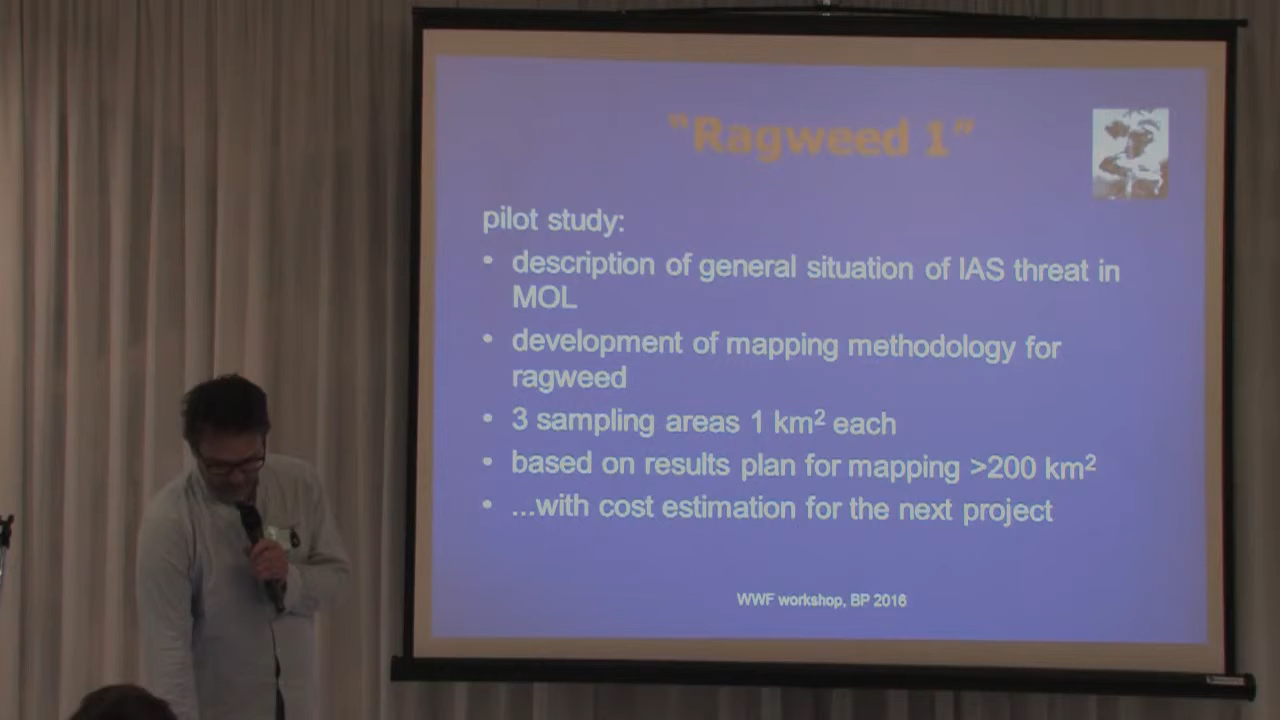 "Ragweed 1"
pilot study:
• description of general situation of IAS threat in
MOL
• development of mapping methodology for
ragweed
• 3 sampling areas 1 km² each
• based on results plan for mapping >200 km²
• ...with cost estimation for the next project
WWF workshop, BP 2016